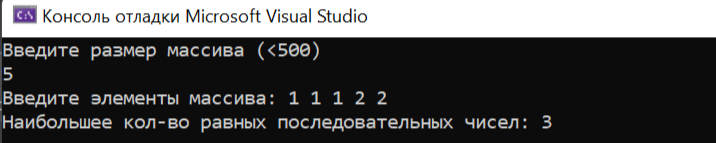 C:\ Консоль отладки Microsoft Visual Studio
Введите размер массива (<500)
5
Введите элементы массива: 1 1 1 2 2
Наибольшее кол-во равных последовательных чисел: 3